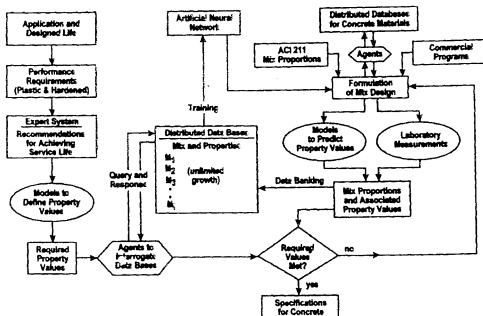 Application and
Designed Life
Performance
Requirements
(Plastic & Hardened)
Expert System
Recommendations
for Achieving
Service Life
Models to
Define Property
Values
Required
Property
Values
Agents to
Interrogate
Data Bases
Query and
Response
Artificial Neural
Network
Training
Distributed Data Bases
Mix and Properties
M1
M2
M3
(unlimited
growth)
Mi
Data Banking
Distributed Databases
for Concrete Materials
Agents
ACI 211
Mix Proportions
Commercial
Programs
Formulation
of Mix Design
Models
to Predict
Property Values
Laboratory
Measurements
Mix Proportions
and Associated
Property Values
Required
Values
Met?
no
yes
Specifications
for Concrete